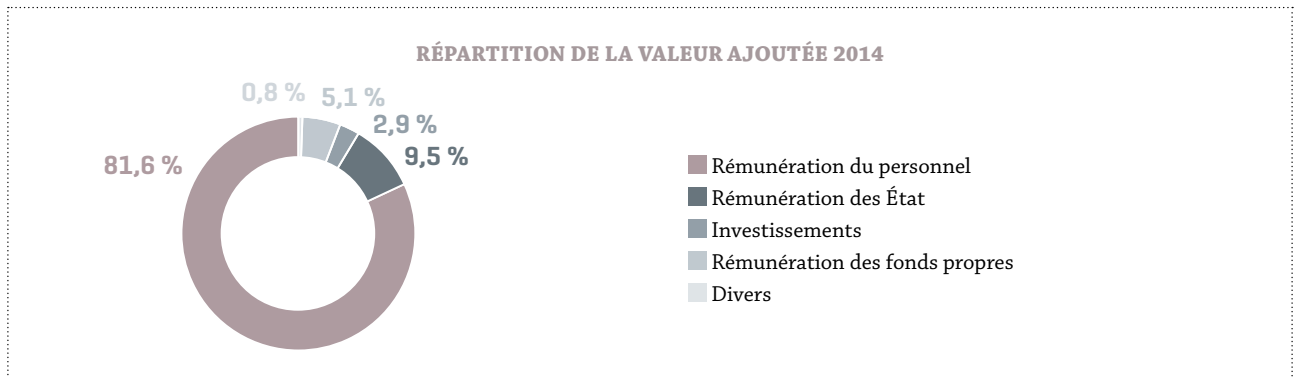 RÉPARTITION DE LA VALEUR AJOUTÉE 2014
0,8 %
5,1 %
2,9 %
9,5 %
81,6 %
Rémunération du personnel
Rémunération des État
Investissements
Rémunération des fonds propres
Divers